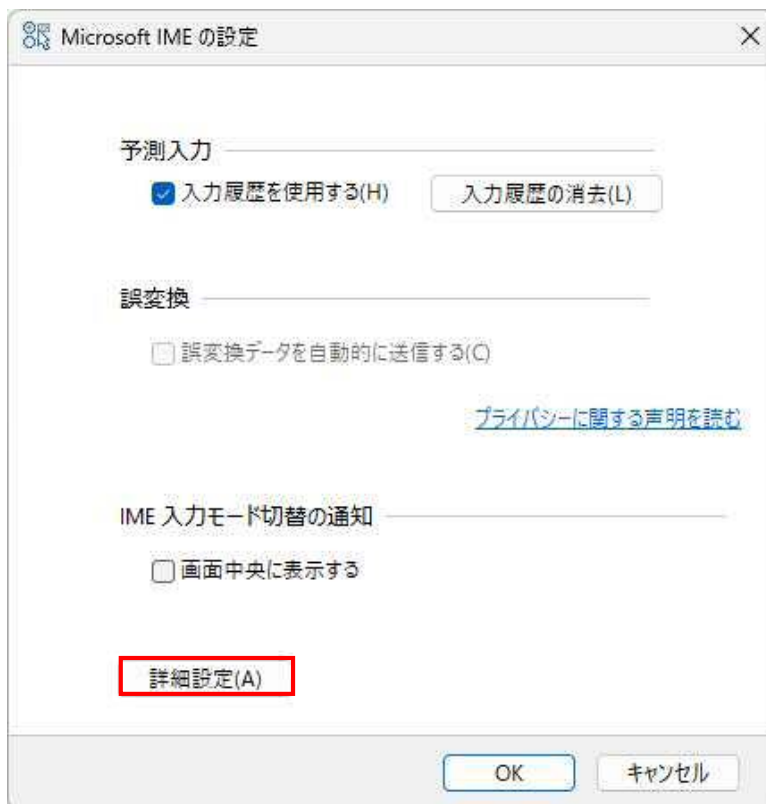 Microsoft IME の設定
予測入力
入力履歴を使用する(H) 入力履歴の消去(L)
誤変換
誤変換データを自動的に送信する(C)
プライバシーに関する声明を読む
IME 入力モード切替の通知
画面中央に表示する
詳細設定(A)
OK キャンセル